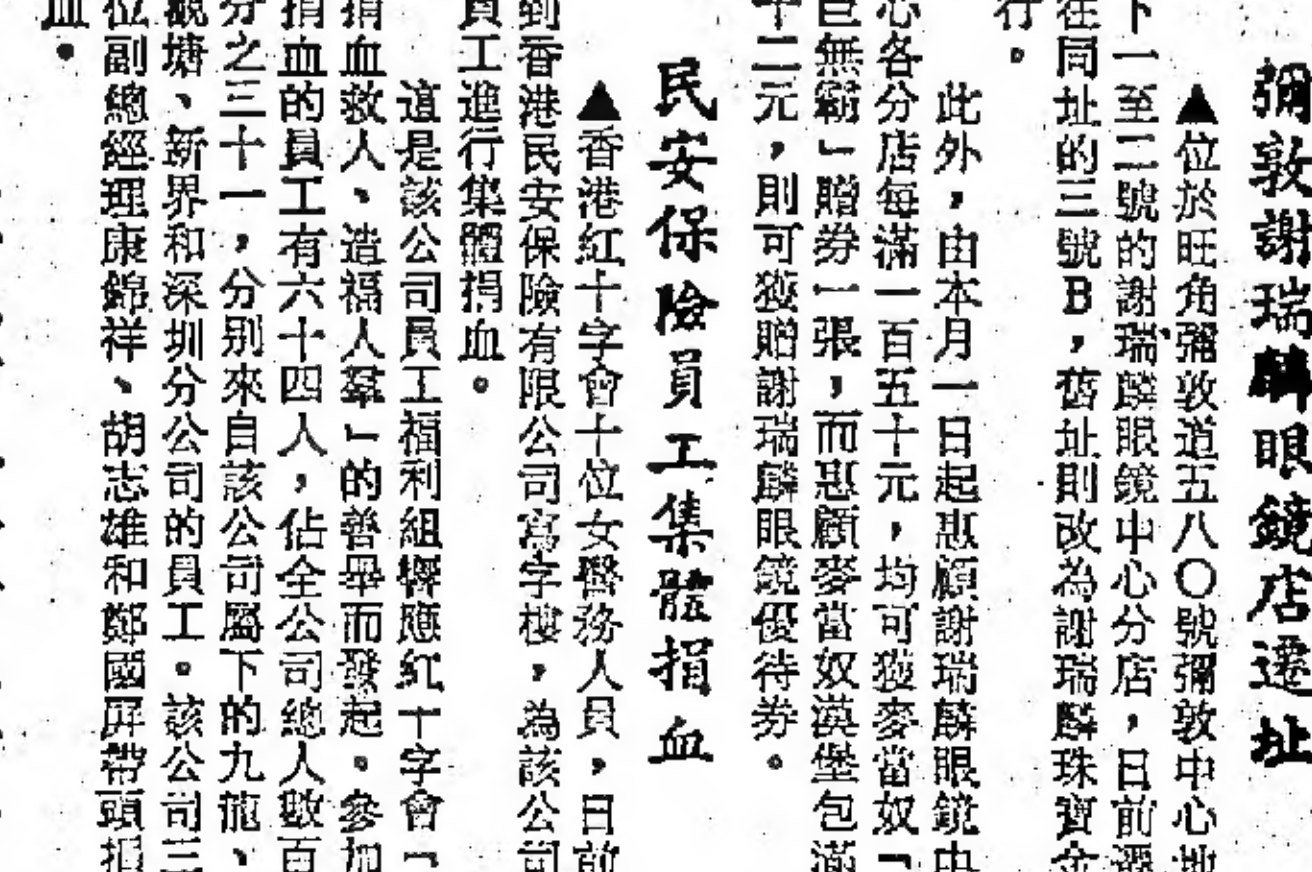 彌敦謝瑞麟眼鏡店遷址
▲位於旺角彌敦道五八〇號彌敦中心地
下一至二號的謝瑞麟眼鏡中心分店，日前遷
往同址的三號B，舊址則改為謝瑞麟珠寶金
行。
此外，由本月一日起惠顧謝瑞麟眼鏡中
心各分店每滿一百五十元，均可獲麥當奴「
巨無霸」贈券一張，而惠顧麥當奴漢堡包滿
十二元，則可獲贈謝瑞麟眼鏡優待券。
民安保險員工集體捐血
▲香港紅十字會十位女醫務人員，日前
到香港民安保險有限公司寫字樓，為該公司
員工進行集體捐血。
這是該公司員工福利組響應紅十字會「
捐血救人、造福人羣」的善舉而發起。參加
捐血的員工有六十四人，佔全公司總人數百
分之三十一，分別來自該公司屬下的九龍、
觀塘、新界和深圳分公司的員工。該公司三
位副總經理康錦祥、胡志雄和鄭國屏帶頭捐
血。